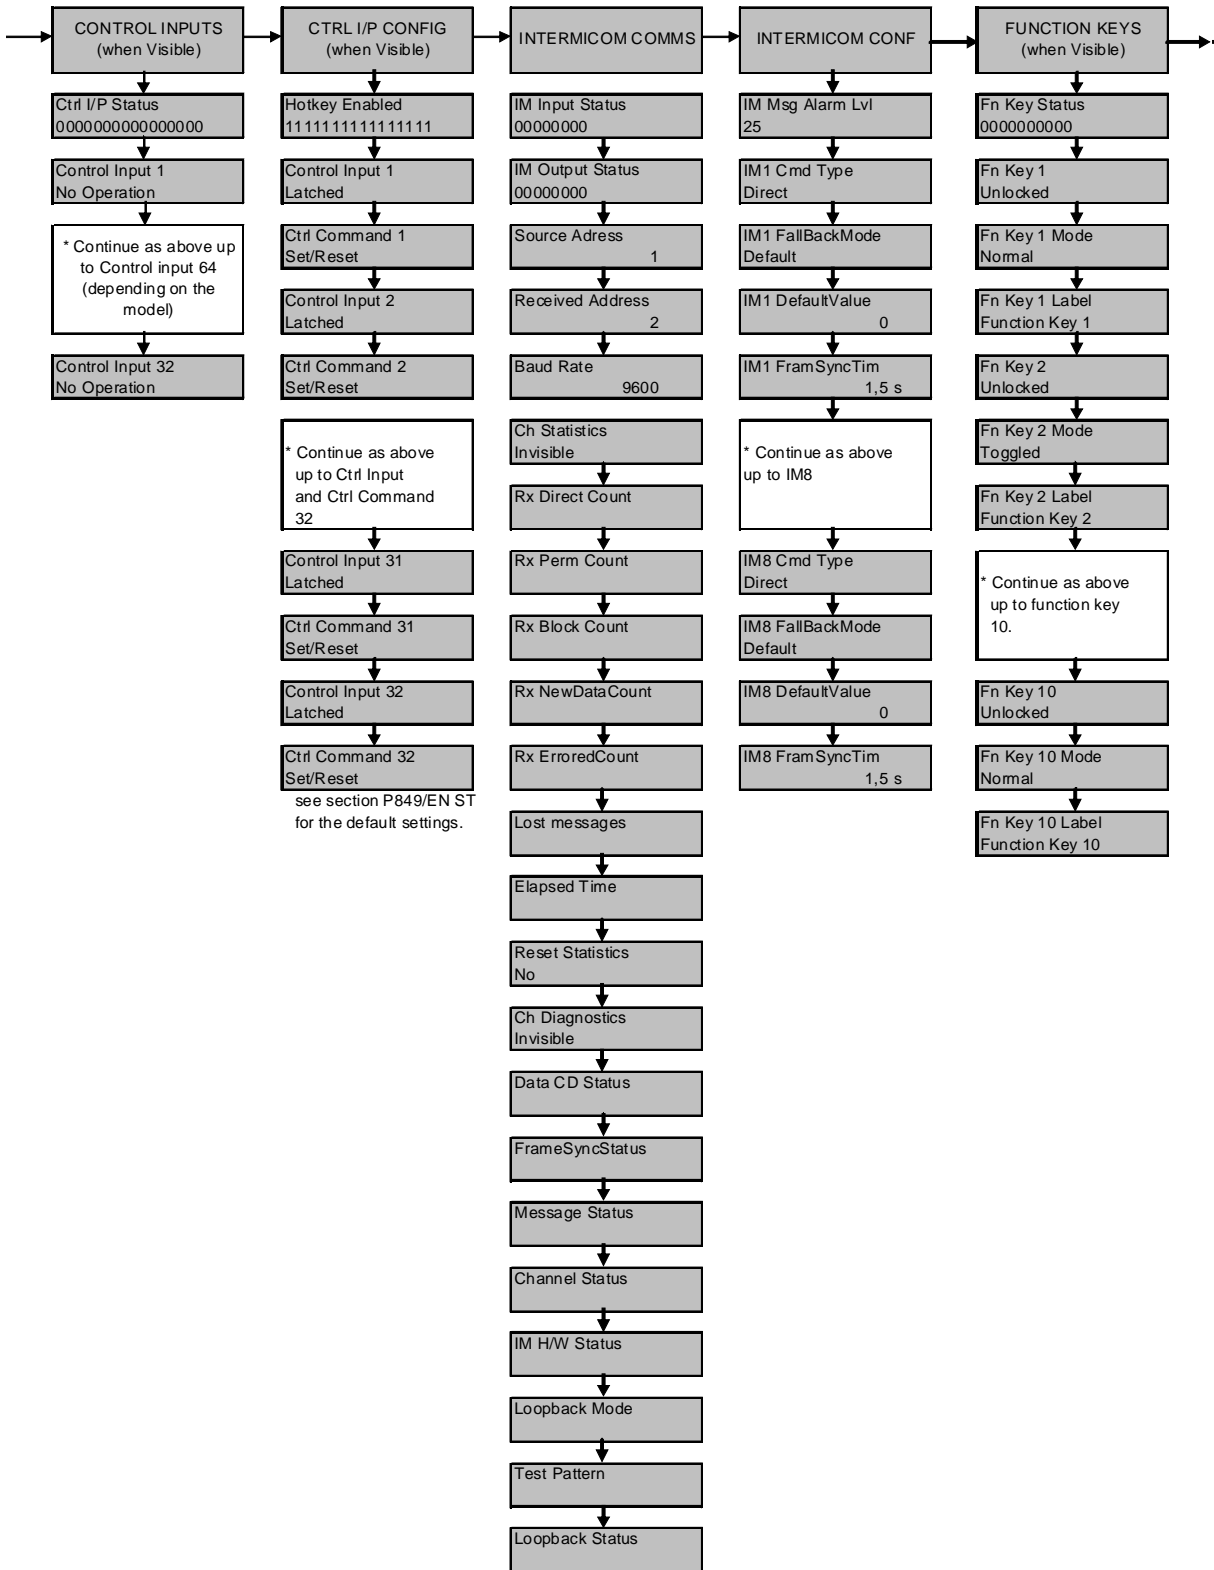 CONTROL INPUTS
(when Visible)
Ctrl I/P Status
0000000000000000
Control Input 1
No Operation
* Continue as above up
to Control input 64
(depending on the
model)
Control Input 32
No Operation
CTRL I/P CONFIG
(when Visible)
Hotkey Enabled
1111111111111111
Control Input 1
Latched
Ctrl Command 1
Set/Reset
Control Input 2
Latched
Ctrl Command 2
Set/Reset
* Continue as above
up to Ctrl Input
and Ctrl Command
32
Control Input 31
Latched
Ctrl Command 31
Set/Reset
Control Input 32
Latched
Ctrl Command 32
Set/Reset
see section P849/EN ST
for the default settings.
INTERMICOM COMMS
IM Input Status
00000000
IM Output Status
00000000
Source Adress
1
Received Address
2
Baud Rate
9600
Ch Statistics
Invisible
Rx Direct Count
Rx Perm Count
Rx Block Count
Rx NewDataCount
Rx ErroredCount
Lost messages
Elapsed Time
Reset Statistics
No
Ch Diagnostics
Invisible
Data CD Status
FrameSyncStatus
Message Status
Channel Status
IM H/W Status
Loopback Mode
Test Pattern
Loopback Status
INTERMICOM CONF
IM Msg Alarm Lvl
25
IM1 Cmd Type
Direct
IM1 FallBackMode
Default
IM1 DefaultValue
0
IM1 FramSyncTim
1,5 s
* Continue as above
up to IM8
IM8 Cmd Type
Direct
IM8 FallBackMode
Default
IM8 DefaultValue
0
IM8 FramSyncTim
1,5 s
FUNCTION KEYS
(when Visible)
Fn Key Status
0000000000
Fn Key 1
Unlocked
Fn Key 1 Mode
Normal
Fn Key 1 Label
Function Key 1
Fn Key 2
Unlocked
Fn Key 2 Mode
Toggled
Fn Key 2 Label
Function Key 2
* Continue as above
up to function key
10.
Fn Key 10
Unlocked
Fn Key 10 Mode
Normal
Fn Key 10 Label
Function Key 10